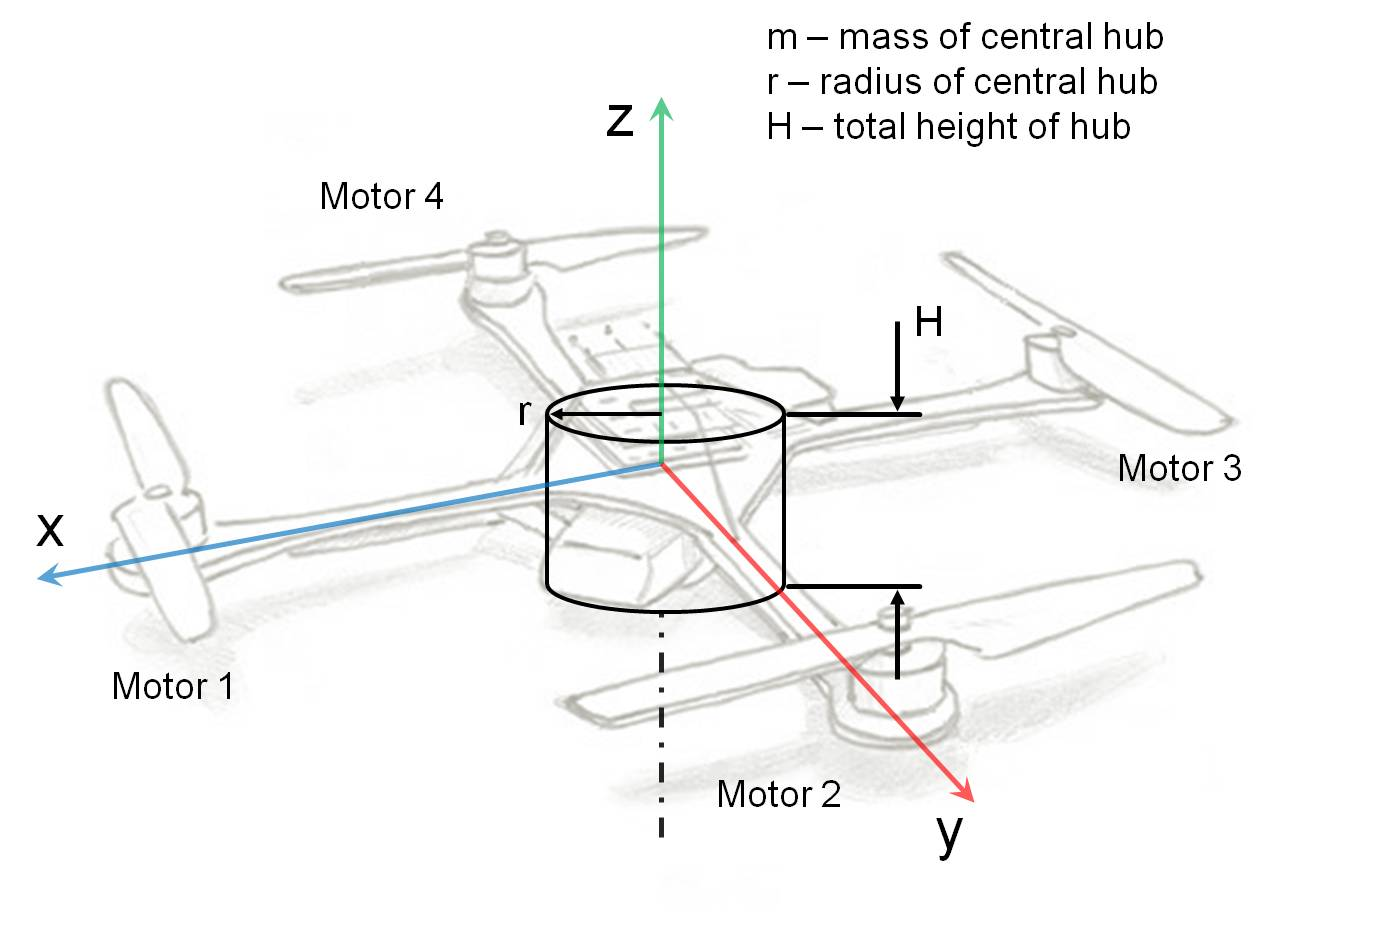 m – mass of central hub
r – radius of central hub
H – total height of hub
z
Motor 4
H
r
Motor 3
x
Motor 1
Motor 2
y